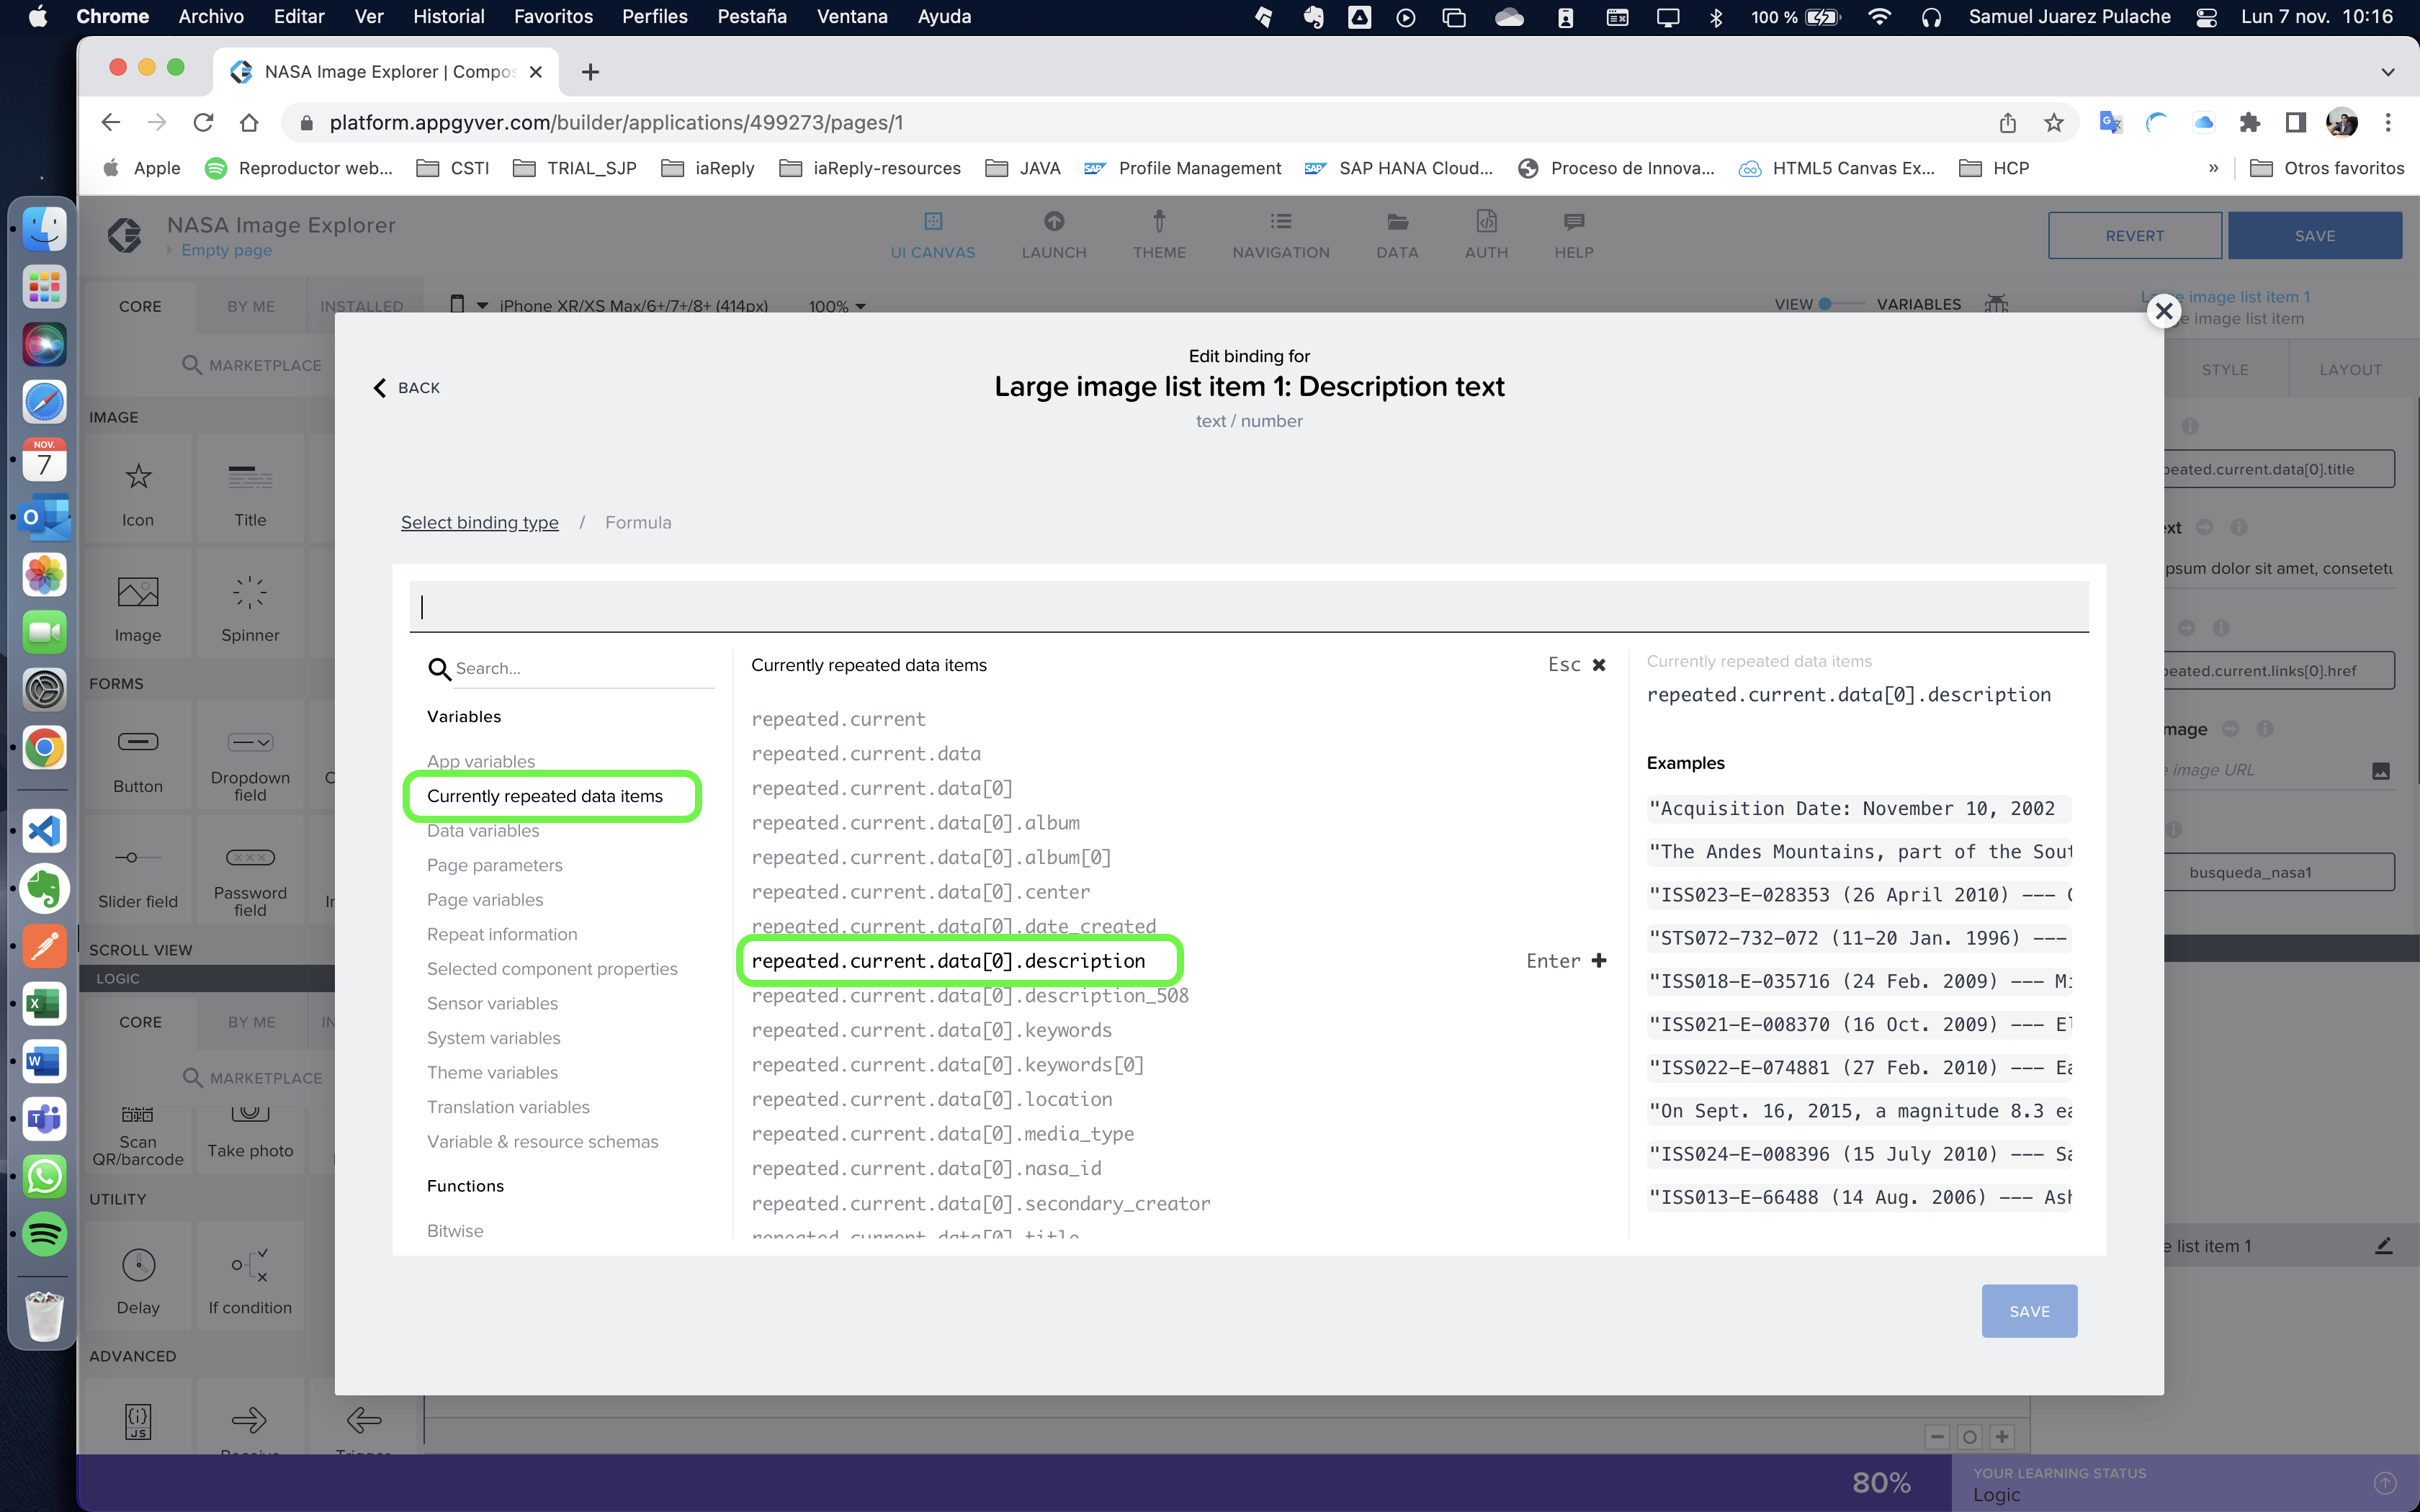 Chrome Archivo Editar Ver Historial Favoritos Perfiles Pestaña Ventana Ayuda 100 % Samuel Juarez Pulache Lun 7 nov. 10:16
NASA Image Explorer | Compos
platform.appgyver.com/builder/applications/499273/pages/1
Apple Reproductor web... CSTI TRIAL_SJP iaReply iaReply-resources JAVA Profile Management SAP HANA Cloud... Proceso de Innova... HTML5 Canvas Ex... HCP » Otros favoritos
NASA Image Explorer
Empty page
UI CANVAS LAUNCH THEME NAVIGATION DATA AUTH HELP
REVERT SAVE
CORE BY ME INSTALLED
iPhone XR/XS Max/6+/7+/8+ (414px) 100%
VIEW VARIABLES
image list item 1
e image list item
MARKETPLACE
STYLE LAYOUT
IMAGE
Icon Title
Image Spinner
FORMS
Button Dropdown field
Slider field Password field
SCROLL VIEW
LOGIC
CORE BY ME IN
MARKETPLACE
Scan QR/barcode Take photo
UTILITY
Delay If condition
ADVANCED
JS
NOV.
7
Edit binding for
BACK
Large image list item 1: Description text
text / number
Select binding type / Formula
Search...
Variables
App variables
Currently repeated data items
Data variables
Page parameters
Page variables
Repeat information
Selected component properties
Sensor variables
System variables
Theme variables
Translation variables
Variable & resource schemas
Functions
Bitwise
Currently repeated data items Esc
repeated.current
repeated.current.data
repeated.current.data[0]
repeated.current.data[0].album
repeated.current.data[0].album[0]
repeated.current.data[0].center
repeated.current.data[0].date_created
repeated.current.data[0].description Enter
repeated.current.data[0].description_508
repeated.current.data[0].keywords
repeated.current.data[0].keywords[0]
repeated.current.data[0].location
repeated.current.data[0].media_type
repeated.current.data[0].nasa_id
repeated.current.data[0].secondary_creator
repeated.current.data[0].title
Currently repeated data items
repeated.current.data[0].description
Examples
"Acquisition Date: November 10, 2002
"The Andes Mountains, part of the Sout
"ISS023-E-028353 (26 April 2010) ---
"STS072-732-072 (11-20 Jan. 1996) ---
"ISS018-E-035716 (24 Feb. 2009) --- Mi
"ISS021-E-008370 (16 Oct. 2009) --- El
"ISS022-E-074881 (27 Feb. 2010) --- Ea
"On Sept. 16, 2015, a magnitude 8.3 ea
"ISS024-E-008396 (15 July 2010) --- Sa
"ISS013-E-66488 (14 Aug. 2006) --- Ash
SAVE
peated.current.data[0].title
ext
psum dolor sit amet, consetetu
peated.current.links[0].href
mage
e image URL
busqueda_nasa1
e list item 1
80%
YOUR LEARNING STATUS
Logic